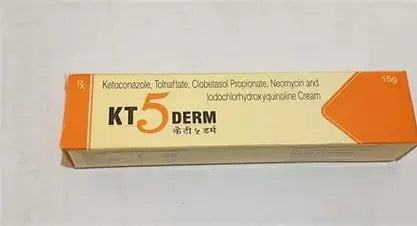 Rx
Ketoconazole, Tolnaftate, Clobetasol Propionate, Neomycin and
Iodochlorhydroxyquinoline Cream
15g
KT5 DERM
केटी ५ डर्म